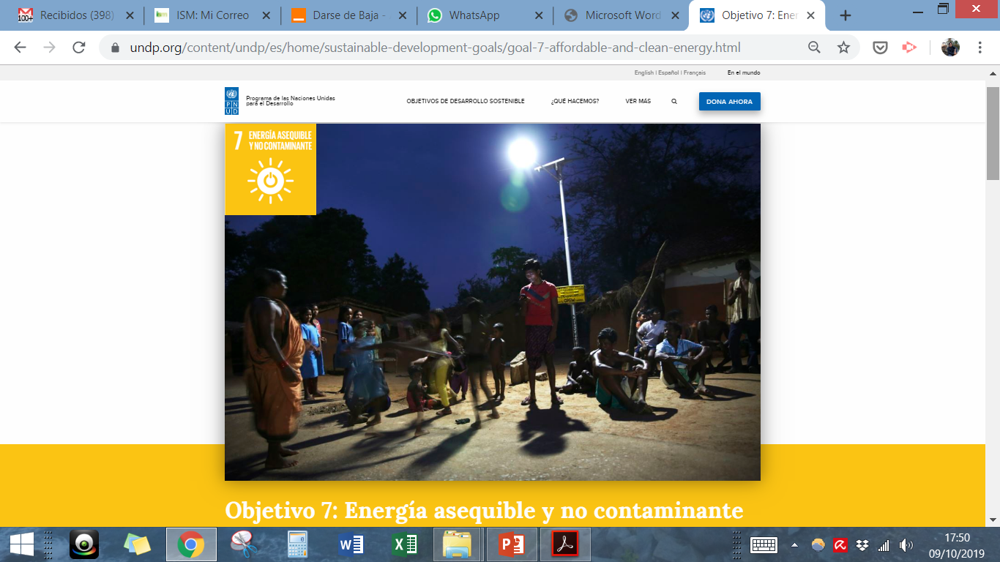 Recibidos (398)
ISM: Mi Correo
Darse de Baja -
WhatsApp
Microsoft Word
Objetivo 7: Ener
undp.org/content/undp/es/home/sustainable-development-goals/goal-7-affordable-and-clean-energy.html
English | Español | Français
En el mundo
P N
U D
Programa de las Naciones Unidas
para el Desarrollo
OBJETIVOS DE DESARROLLO SOSTENIBLE
¿QUÉ HACEMOS?
VER MÁS
DONA AHORA
7 ENERGÍA ASEQUIBLE
Y NO CONTAMINANTE
Objetivo 7: Energía asequible y no contaminante
17:50
09/10/2019